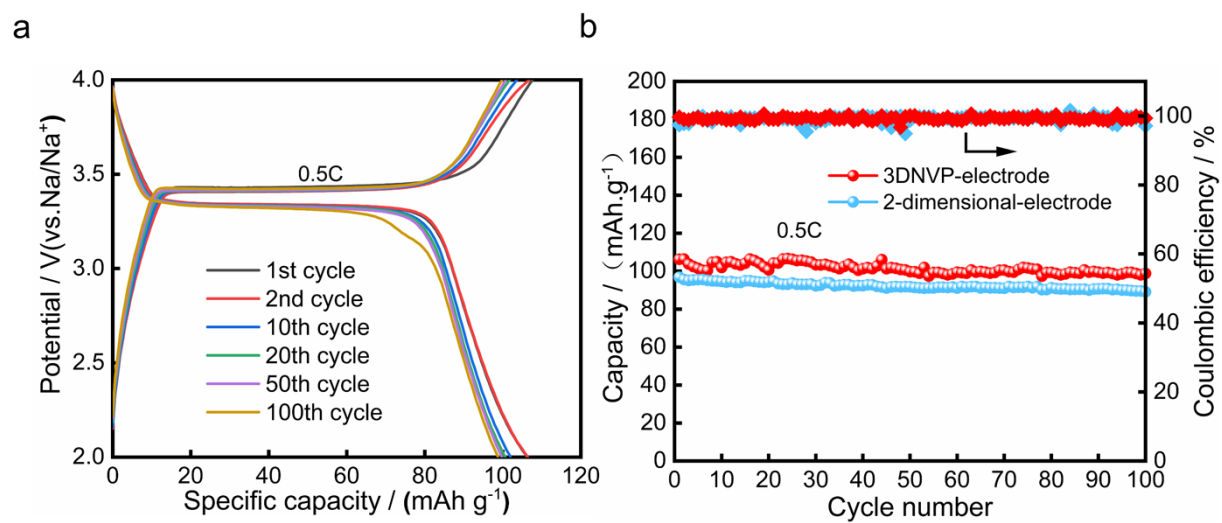 a
b
4.0
3.5
3.0
2.5
2.0
Potential / V(vs.Na/Na⁺)
0.5C
1st cycle
2nd cycle
10th cycle
20th cycle
50th cycle
100th cycle
0 20 40 60 80 100 120
Specific capacity / (mAh g⁻¹)
200
180
160
140
120
100
80
60
40
20
0
Capacity /（mAh.g⁻¹)
3DNVP-electrode
2-dimensional-electrode
0.5C
100
80
60
40
20
0
Coulombic efficiency / %
0 10 20 30 40 50 60 70 80 90 100
Cycle number